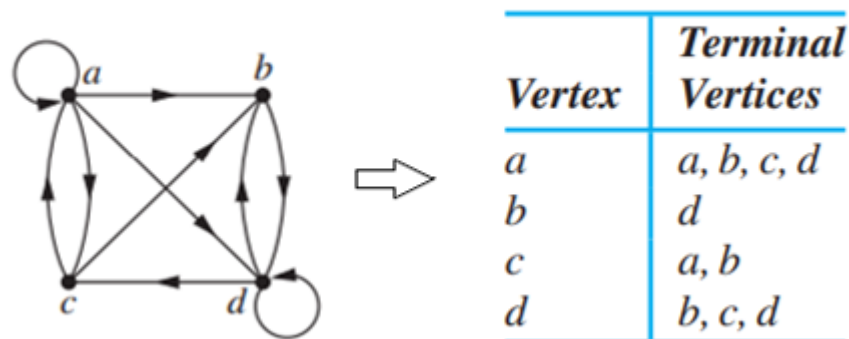 a
b
c
d
Vertex
Terminal
Vertices
a
a, b, c, d
b
d
c
a, b
d
b, c, d